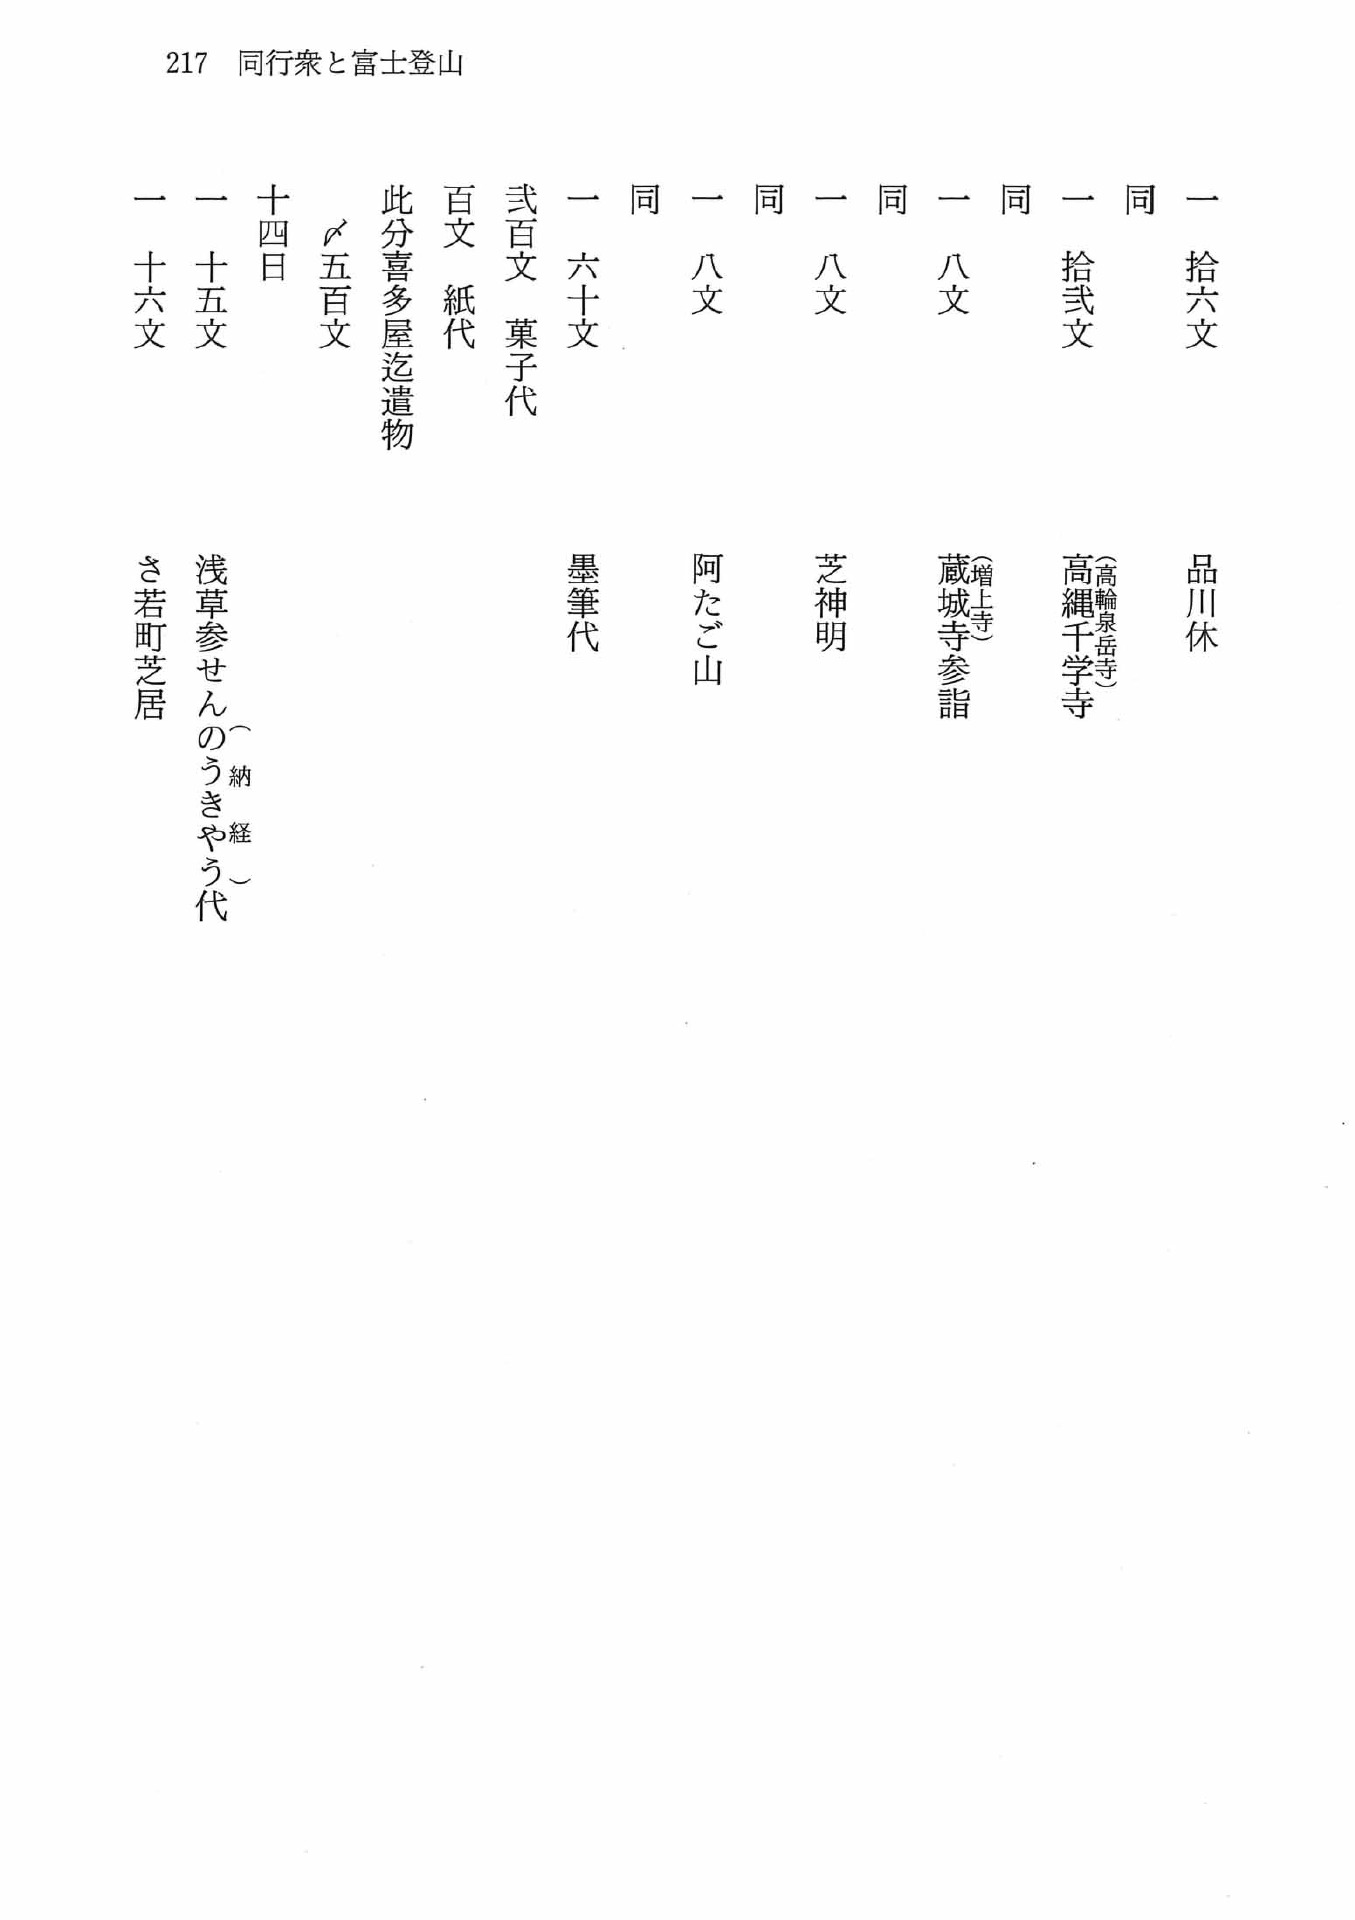 217　同行衆と富士登山
一　拾六文　品川休
同
一　拾弐文　高縄千学寺
（高輪泉岳寺）
同
一　八文　蔵城寺参詣
（増上寺）
同
一　八文　芝神明
同
一　八文　阿たご山
同
一　六十文　墨筆代
弐百文　菓子代
百文　紙代
此分喜多屋迄遣物
〆五百文
十四日
一　十五文　浅草参せんのうきやう代
（納経）
一　十六文　さ若町芝居